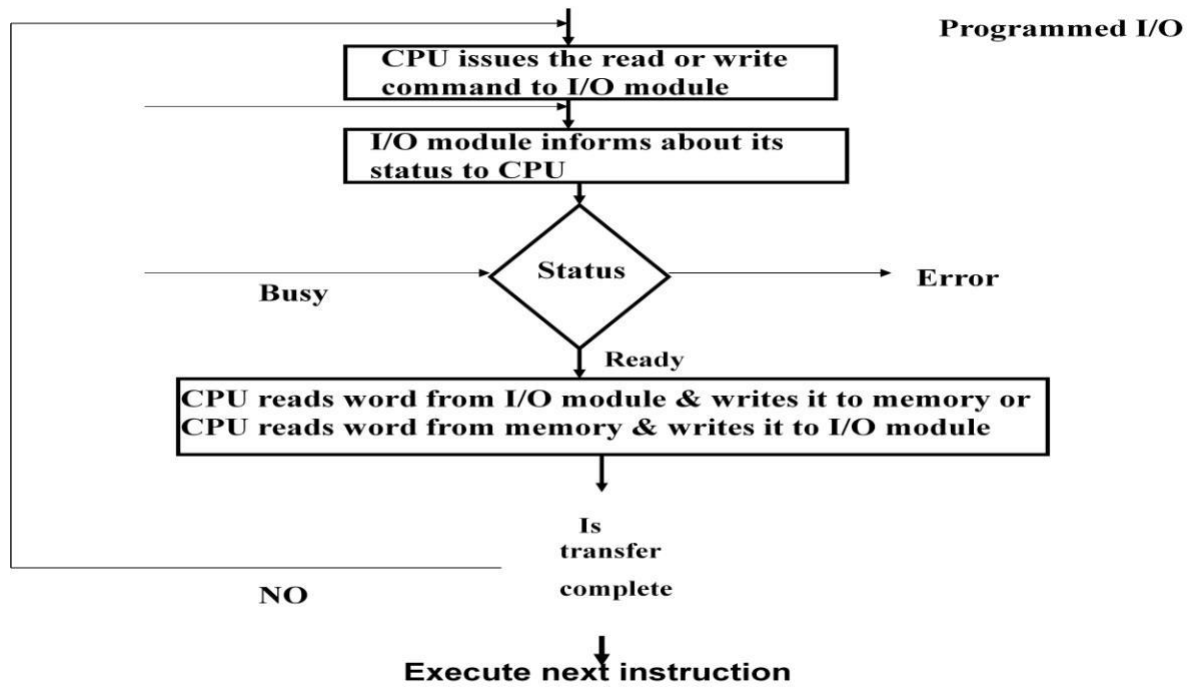 Programmed I/O
CPU issues the read or write
command to I/O module
I/O module informs about its
status to CPU
Status
Busy
Error
Ready
CPU reads word from I/O module & writes it to memory or
CPU reads word from memory & writes it to I/O module
Is
transfer
complete
NO
Execute next instruction